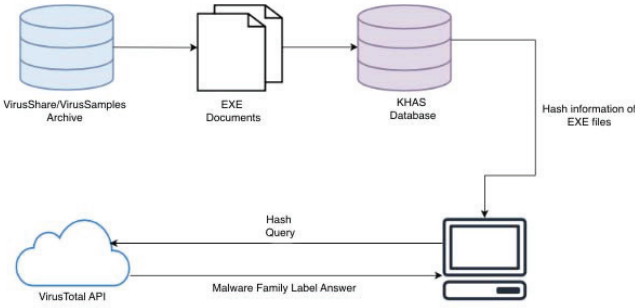 VirusShare/VirusSamples
Archive
EXE
Documents
KHAS
Database
Hash information of
EXE files
Hash
Query
VirusTotal API
Malware Family Label Answer